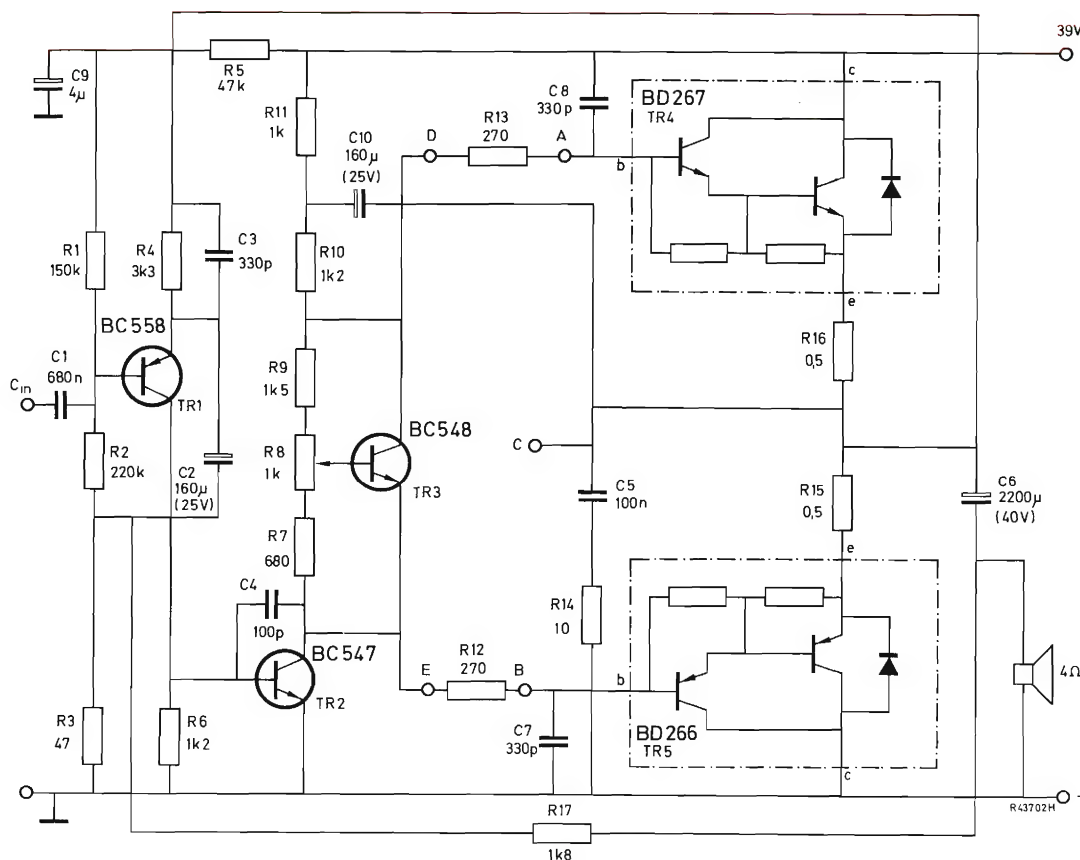 39V
C9
4µ
R5
47k
R11
1k
C8
330p
BD267
TR4
c
C10
160µ
(25V)
D
R13
270
A
b
R1
150k
R4
3k3
C3
330p
R10
1k2
e
BC558
R16
0,5
C1
680n
Cin
TR1
R9
1k5
BC548
C
R2
220k
C2
160µ
(25V)
R8
1k
TR3
C5
100n
R15
0,5
C6
2200µ
(40V)
R7
680
e
C4
100p
R14
10
BC547
R12
270
E
B
b
4Ω
TR2
R3
47
R6
1k2
C7
330p
BD266
TR5
c
-
R43702H
R17
1k8